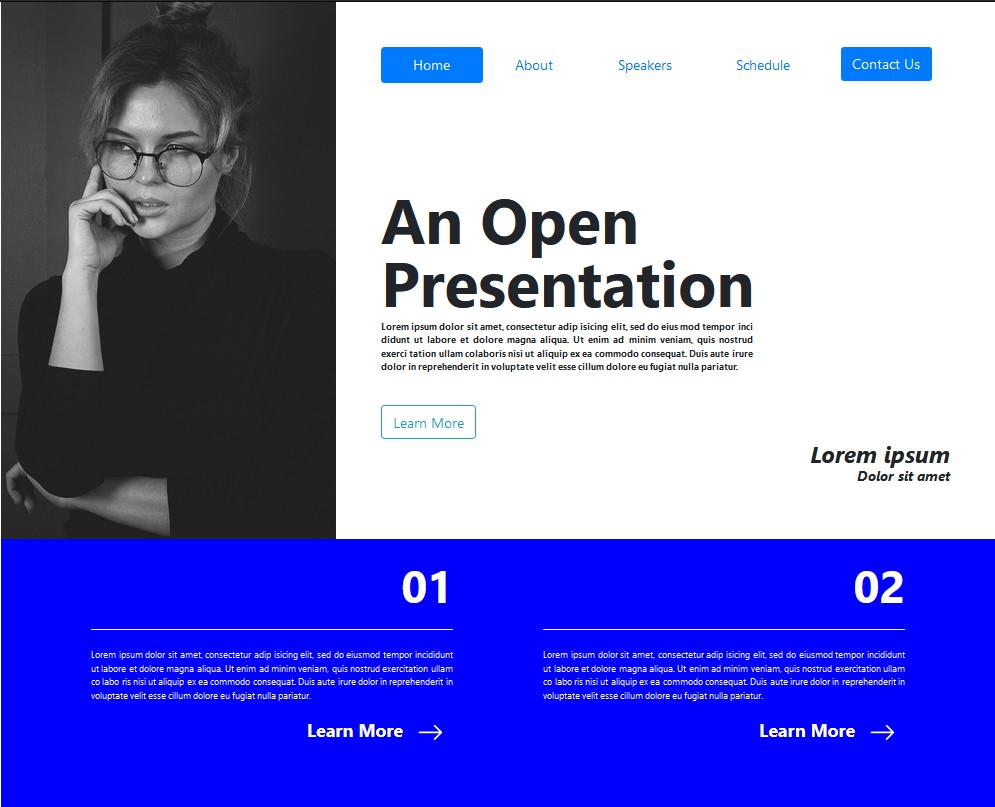 Home About Speakers Schedule Contact Us
An Open
Presentation
Lorem ipsum dolor sit amet, consectetur adip isicing elit, sed do eius mod tempor inci
didunt ut labore et dolore magna aliqua. Ut enim ad minim veniam, quis nostrud
exerci tation ullam colaboris nisi ut aliquip ex ea commodo consequat. Duis aute irure
dolor in reprehenderit in voluptate velit esse cillum dolore eu fugiat nulla pariatur.
Learn More
Lorem ipsum
Dolor sit amet
01
Lorem ipsum dolor sit amet, consectetur adip isicing elit, sed do eiusmod tempor incididunt
ut labore et dolore magna aliqua. Ut enim ad minim veniam, quis nostrud exercitation ullam
co labo ris nisi ut aliquip ex ea commodo consequat. Duis aute irure dolor in reprehenderit in
voluptate velit esse cillum dolore eu fugiat nulla pariatur.
Learn More
02
Lorem ipsum dolor sit amet, consectetur adip isicing elit, sed do eiusmod tempor incididunt
ut labore et dolore magna aliqua. Ut enim ad minim veniam, quis nostrud exercitation ullam
co labo ris nisi ut aliquip ex ea commodo consequat. Duis aute irure dolor in reprehenderit in
voluptate velit esse cillum dolore eu fugiat nulla pariatur.
Learn More